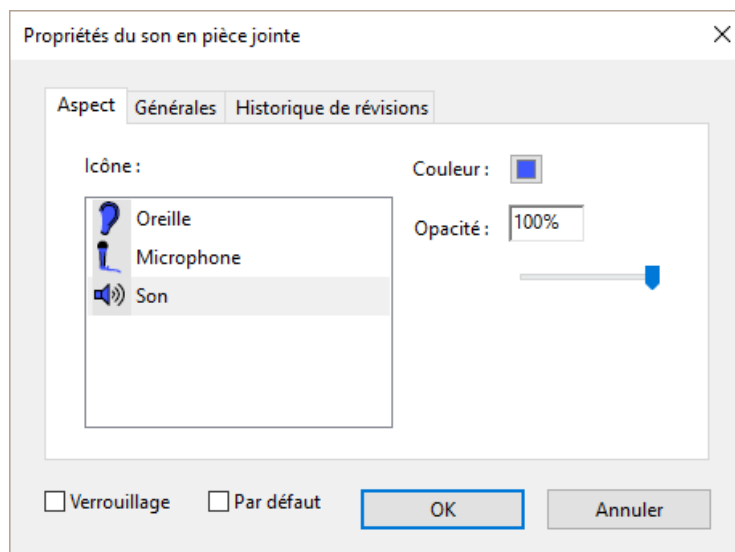 Propriétés du son en pièce jointe
Aspect Générales Historique de révisions
Icône :
Couleur :
Oreille
Opacité : 100%
Microphone
Son
Verrouillage Par défaut OK Annuler